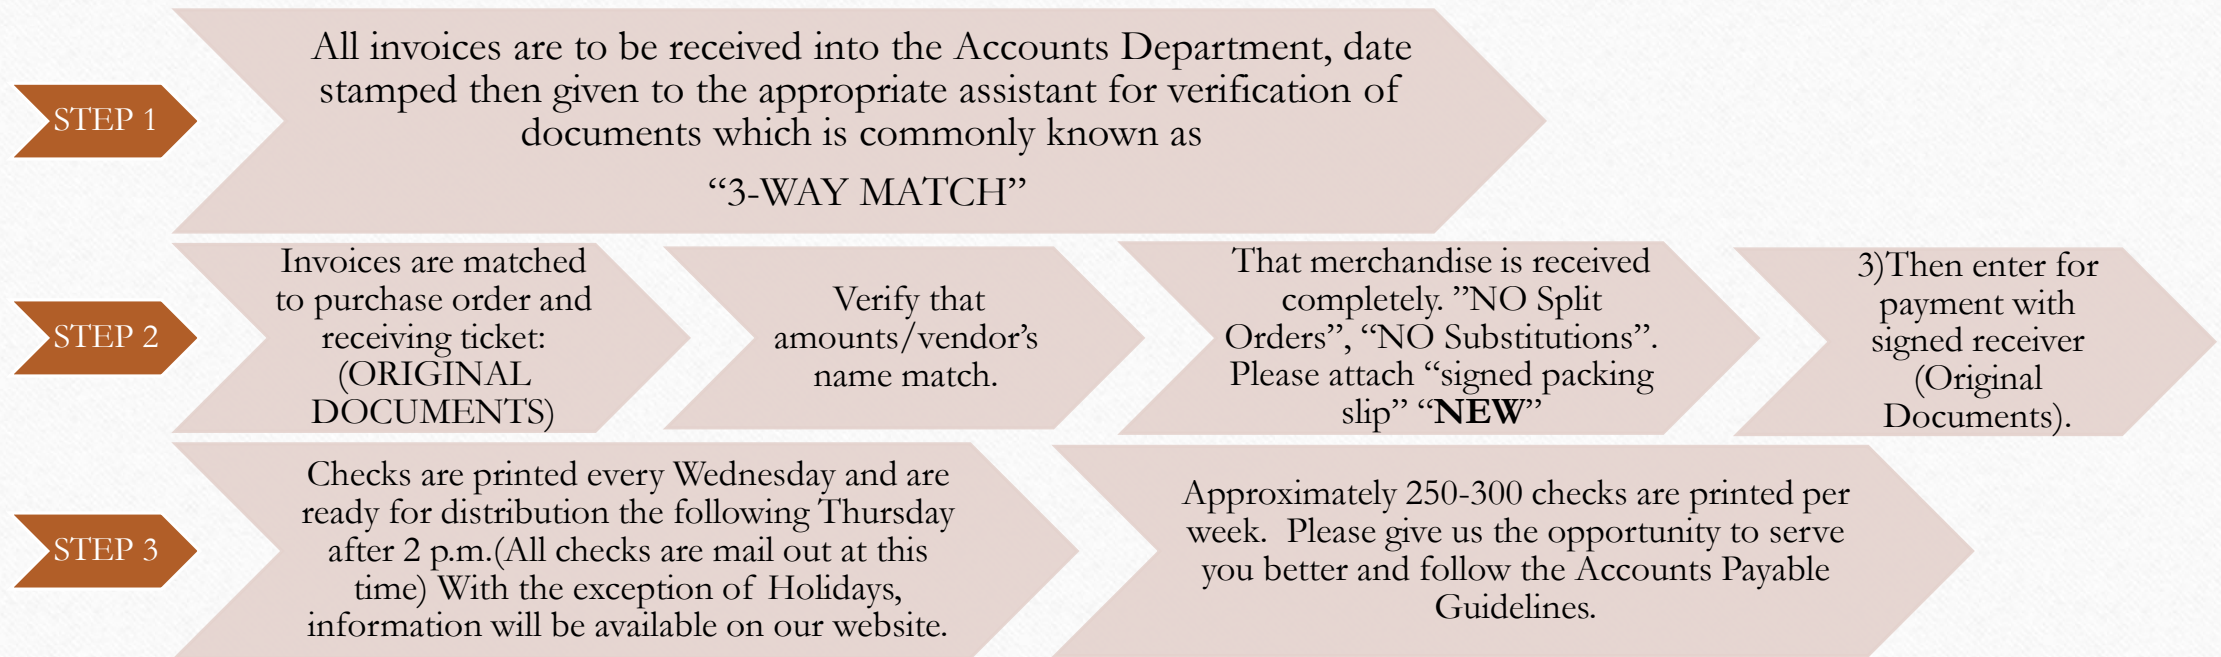 STEP 1
All invoices are to be received into the Accounts Department, date
stamped then given to the appropriate assistant for verification of
documents which is commonly known as
“3-WAY MATCH”
STEP 2
Invoices are matched
to purchase order and
receiving ticket:
(ORIGINAL
DOCUMENTS)
Verify that
amounts/vendor’s
name match.
That merchandise is received
completely. ”NO Split
Orders”, “NO Substitutions”.
Please attach “signed packing
slip” “NEW”
3)Then enter for
payment with
signed receiver
(Original
Documents).
STEP 3
Checks are printed every Wednesday and are
ready for distribution the following Thursday
after 2 p.m.(All checks are mail out at this
time) With the exception of Holidays,
information will be available on our website.
Approximately 250-300 checks are printed per
week. Please give us the opportunity to serve
you better and follow the Accounts Payable
Guidelines.